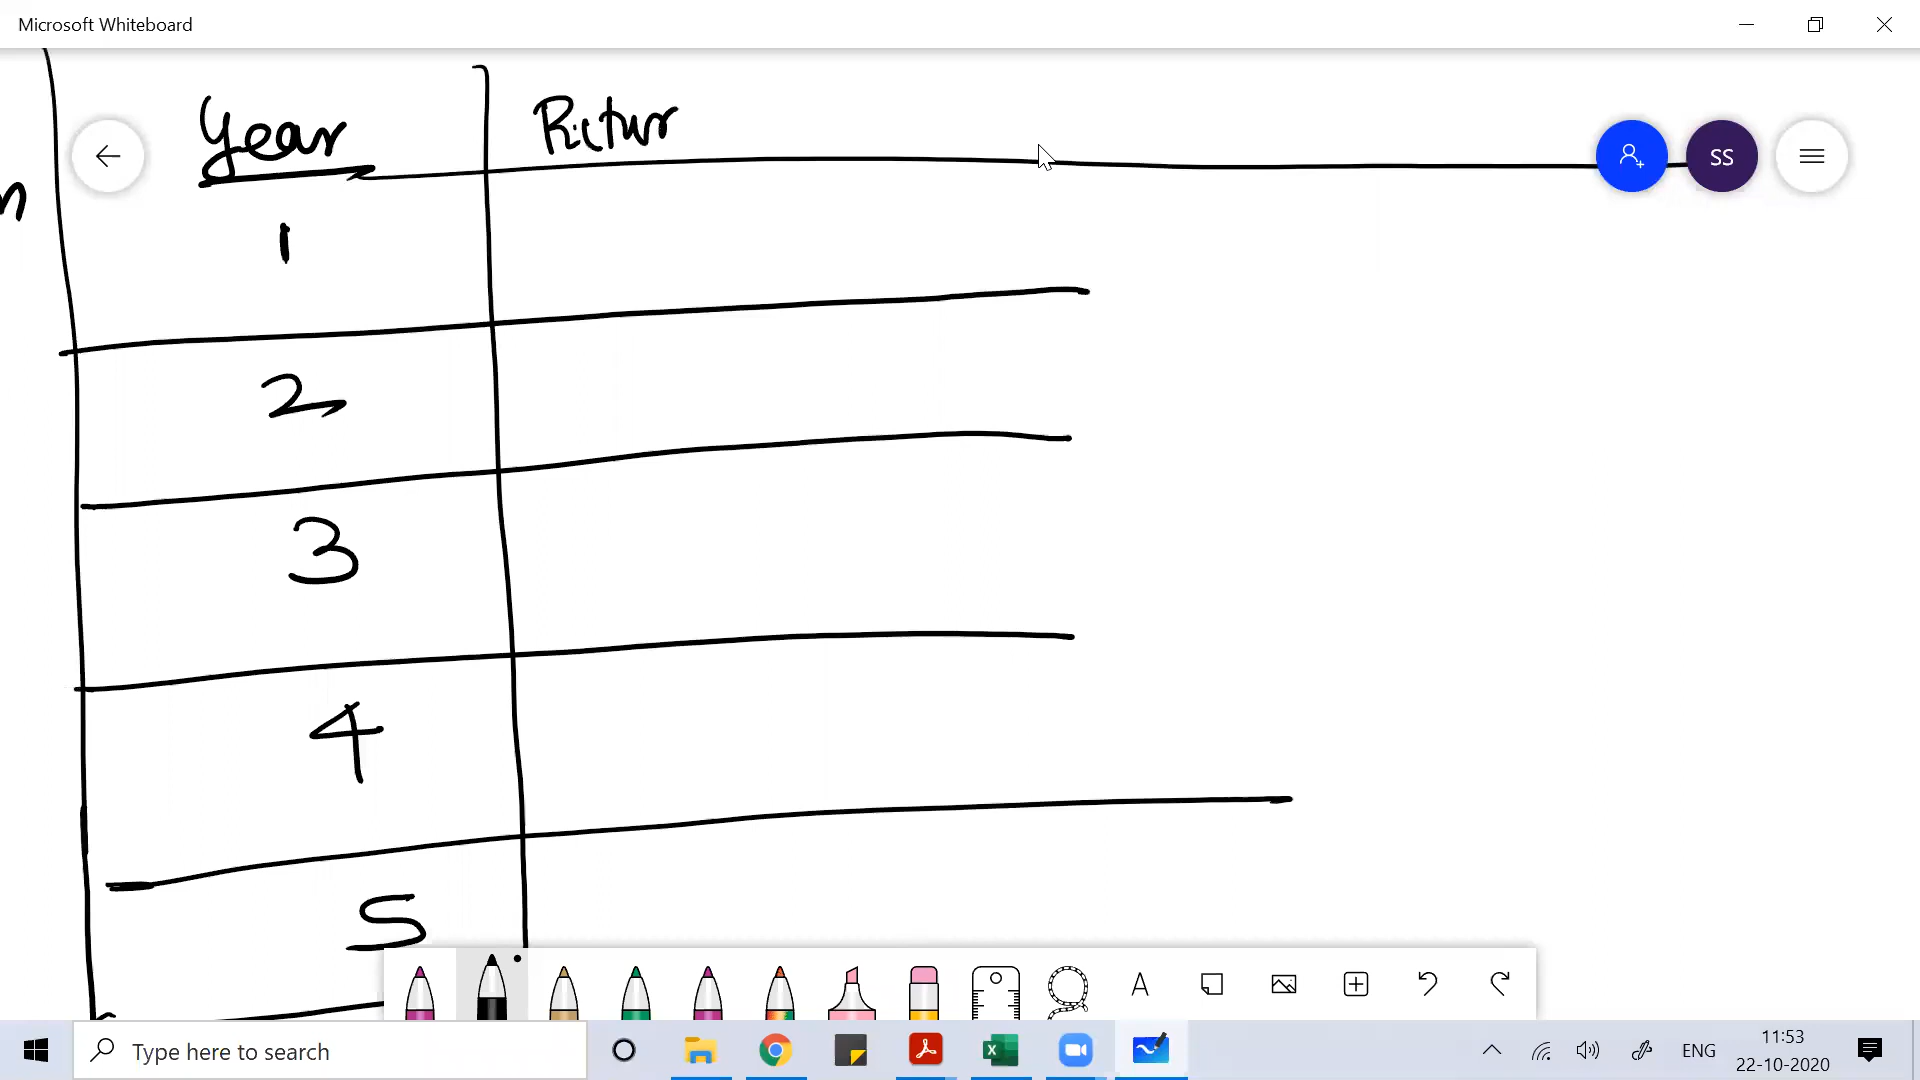 Microsoft Whiteboard
Year
SS
n
1
2
3
4
5
A
Type here to search
ENG
11:53
22-10-2020